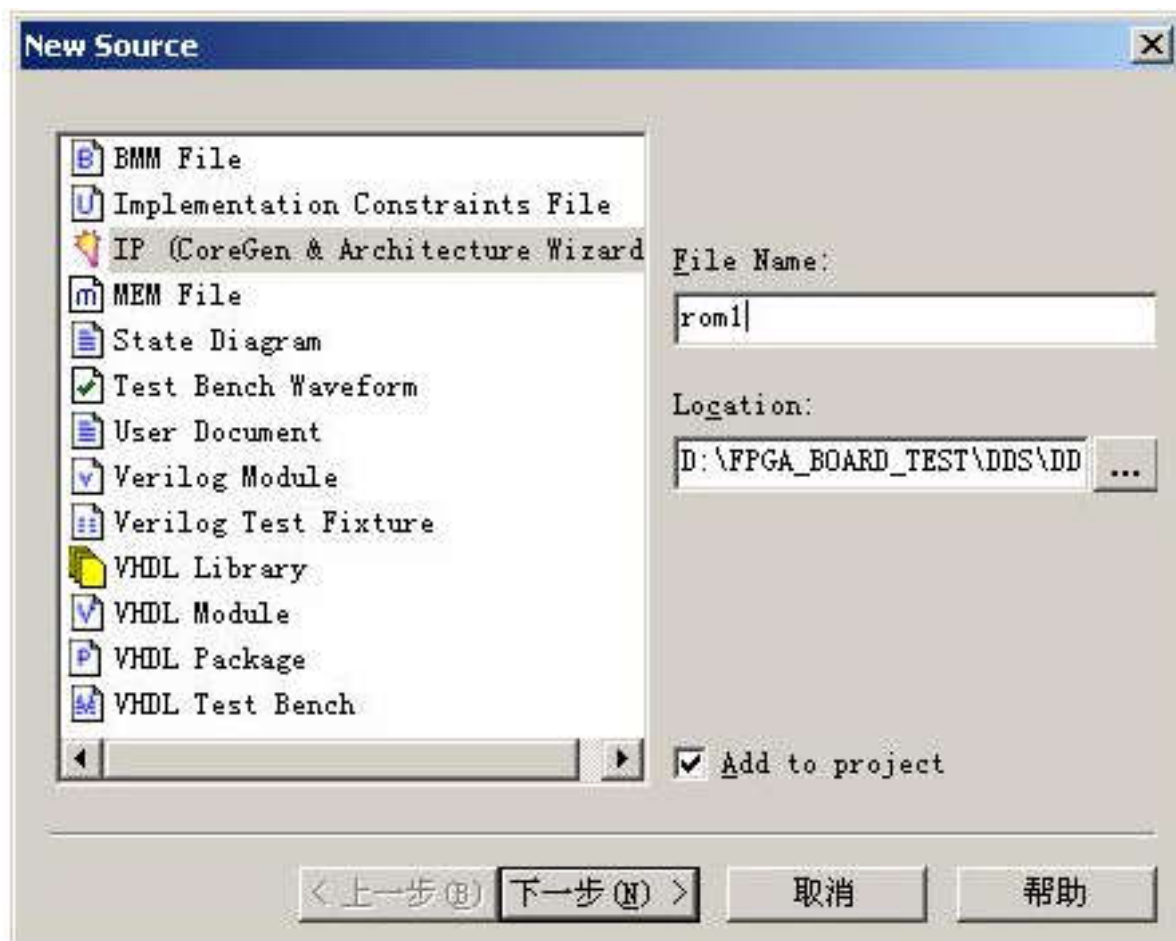 New Source
BMM File
Implementation Constraints File
IP (CoreGen & Architecture Wizard
MEM File
State Diagram
Test Bench Waveform
User Document
Verilog Module
Verilog Test Fixture
VHDL Library
VHDL Module
VHDL Package
VHDL Test Bench
File Name:
rom1
Location:
D:\FPGA_BOARD_TEST\DDS\DD
...
Add to project
< 上一步(B)
下一步(N) >
取消
帮助